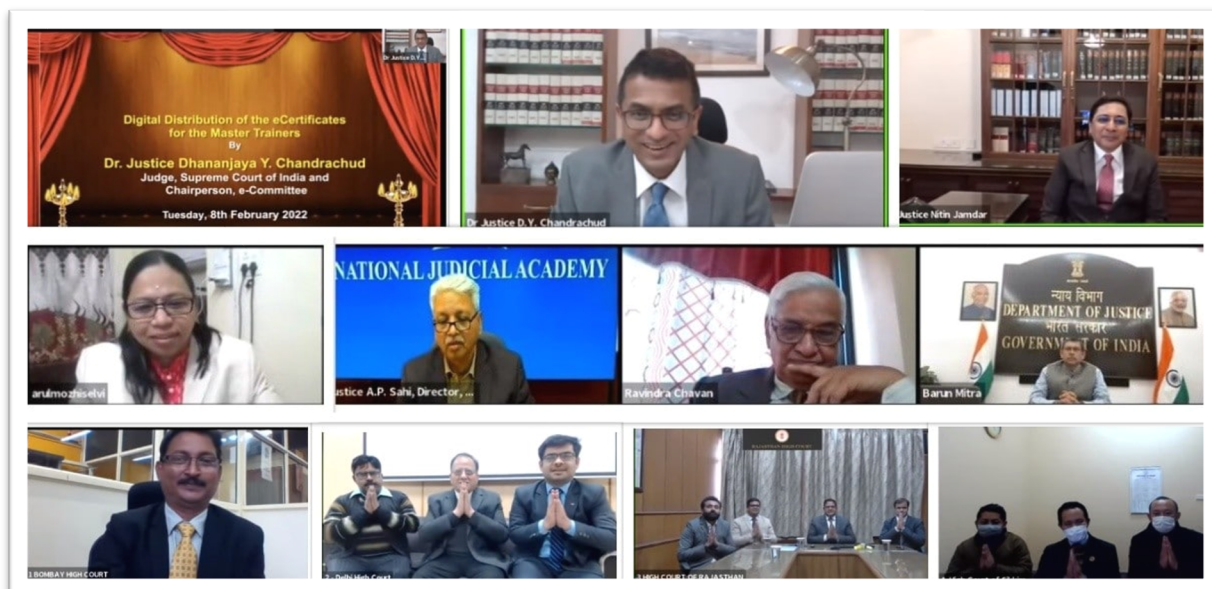 Dr Justice D.Y...
Digital Distribution of the eCertificates
for the Master Trainers
By
Dr. Justice Dhananjaya Y. Chandrachud
Judge, Supreme Court of India and
Chairperson, e-Committee
Tuesday, 8th February 2022
Dr Justice D.Y. Chandrachud
Justice Nitin Jamdar
arulmozhiselvi
NATIONAL JUDICIAL ACADEMY
ustice A.P. Sahi, Director, ...
Ravindra Chavan
न्याय विभाग
DEPARTMENT OF JUSTICE
भारत सरकार
GOVERNMENT OF INDIA
Barun Mitra
1 BOMBAY HIGH COURT
2 - Delhi High Court
3 HIGH COURT OF RAJASTHAN